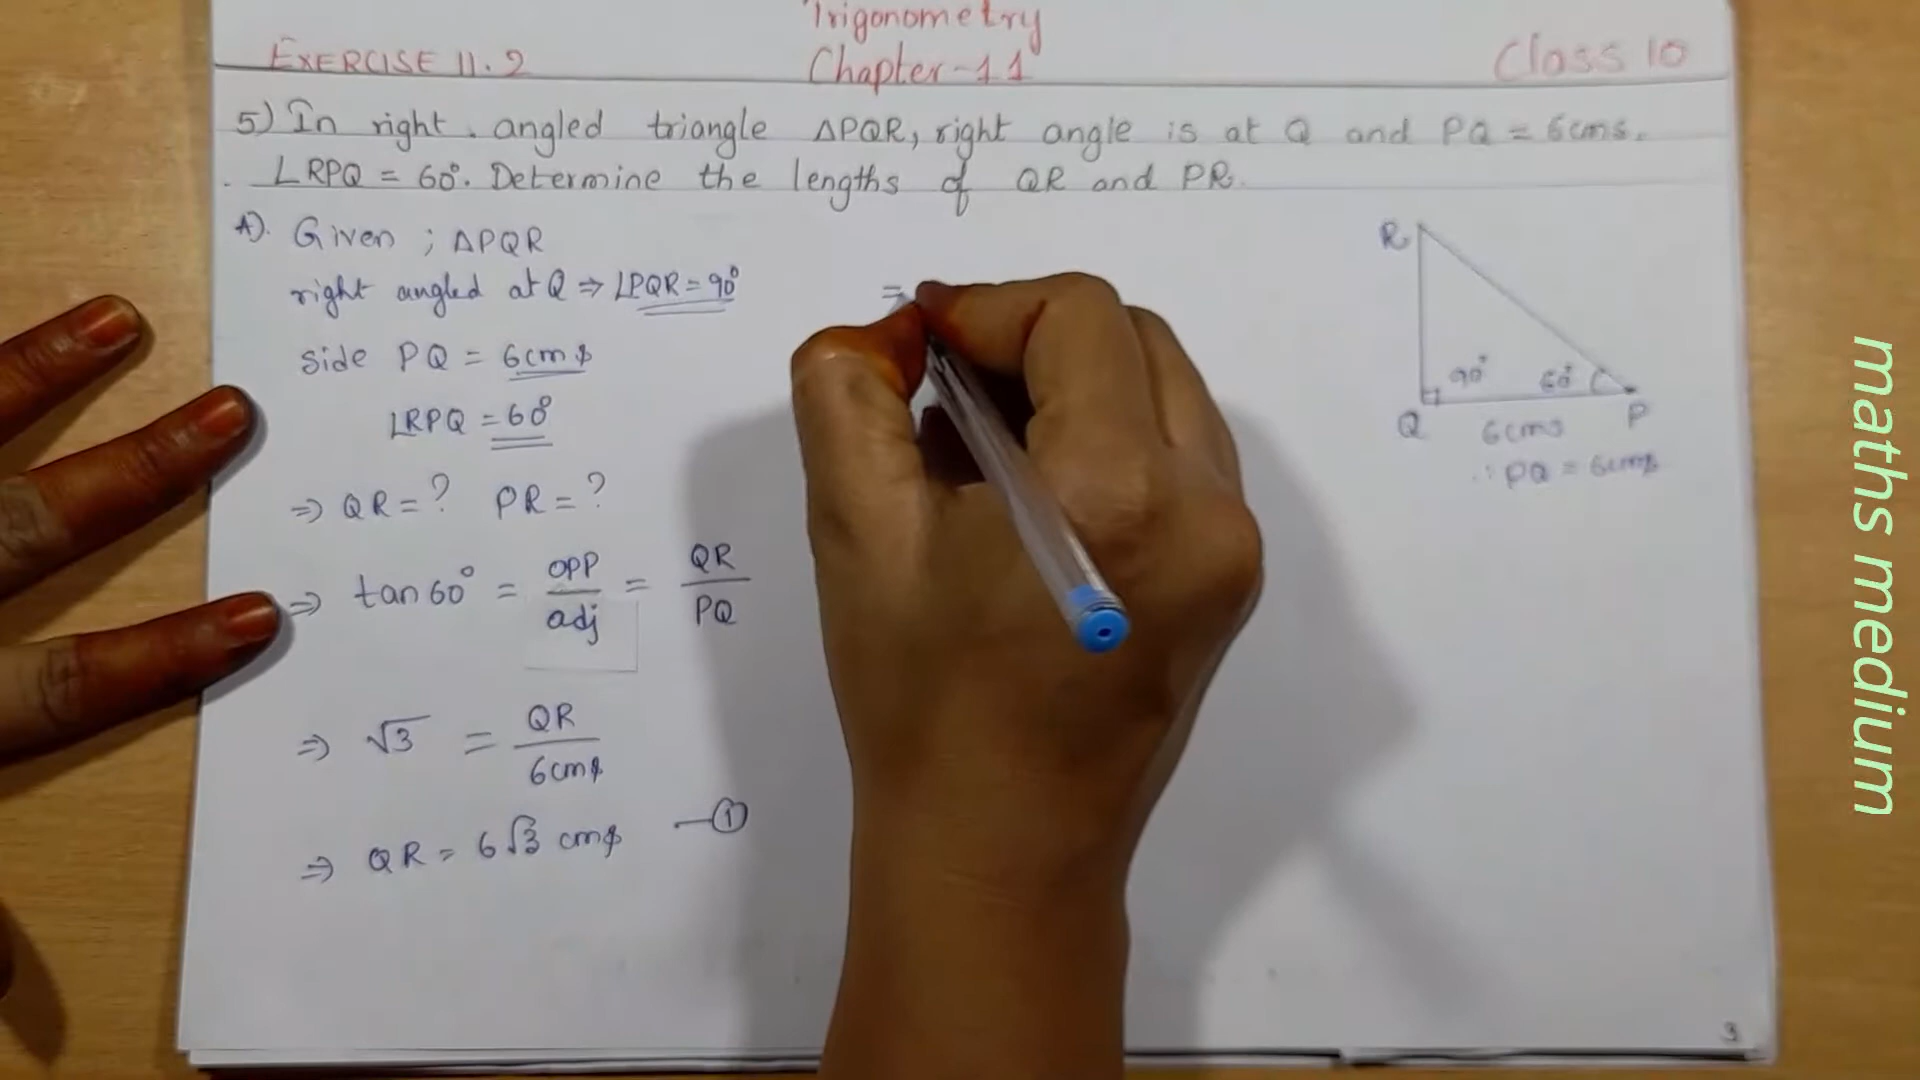 Trigonometry
EXERCISE 11.2 Chapter-11 Class 10
5) In right angled triangle ΔPQR, right angle is at Q and PQ = 6cms.
∠RPQ = 60°. Determine the lengths of QR and PR.
A). Given ; ΔPQR
right angled at Q ⇒ ∠PQR = 90°
side PQ = 6cms
∠RPQ = 60°
⇒ QR = ? PR = ?
⇒ tan60° = opp/adj = QR/PQ
⇒ √3 = QR/6cms
⇒ QR = 6√3 cms —①
=
R
90° 60°
Q 6cms P
∴ PQ = 6cms
3
maths medium